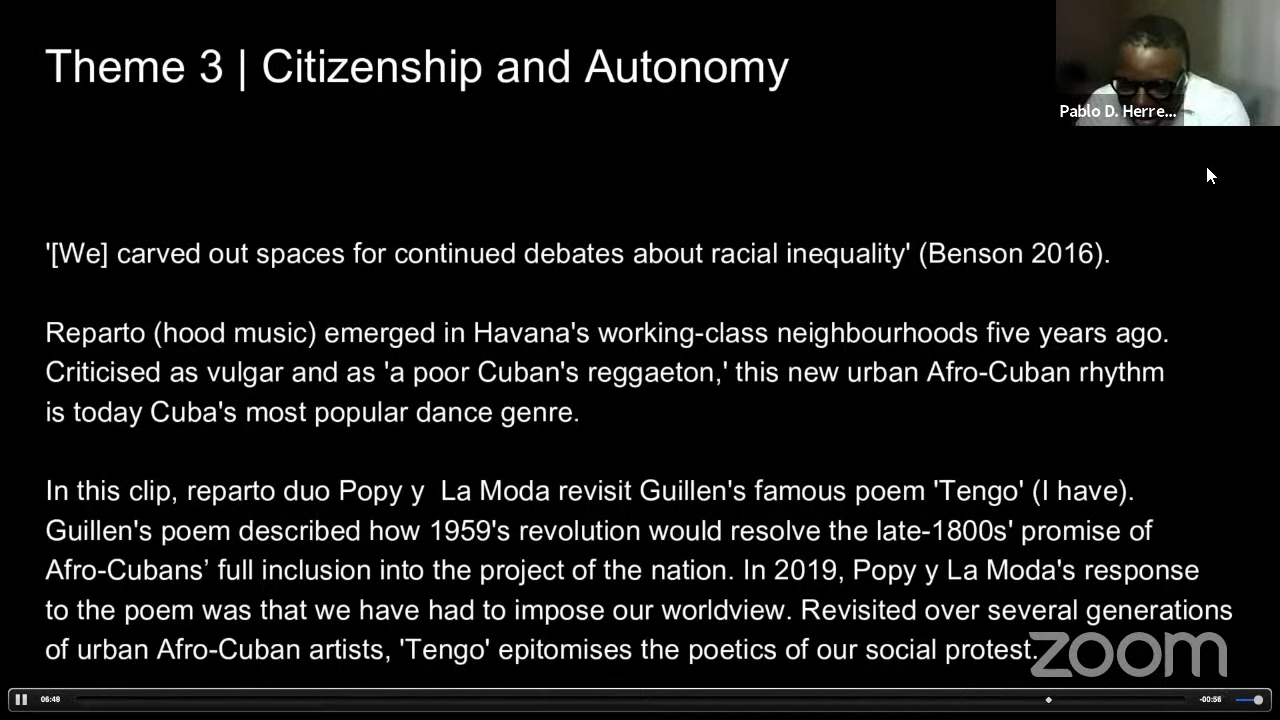 Theme 3 | Citizenship and Autonomy
Pablo D. Herre...
'[We] carved out spaces for continued debates about racial inequality' (Benson 2016).
Reparto (hood music) emerged in Havana's working-class neighbourhoods five years ago.
Criticised as vulgar and as 'a poor Cuban's reggaeton,' this new urban Afro-Cuban rhythm
is today Cuba's most popular dance genre.
In this clip, reparto duo Popy y  La Moda revisit Guillen's famous poem 'Tengo' (I have).
Guillen's poem described how 1959's revolution would resolve the late-1800s' promise of
Afro-Cubans’ full inclusion into the project of the nation. In 2019, Popy y La Moda's response
to the poem was that we have had to impose our worldview. Revisited over several generations
of urban Afro-Cuban artists, 'Tengo' epitomises the poetics of our social protest.
zoom
06:49
-00:56